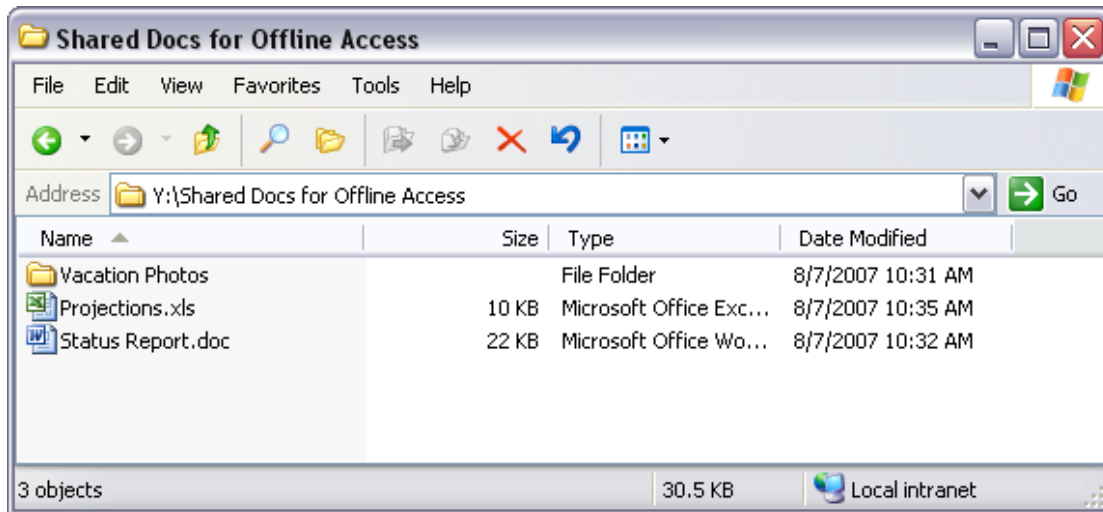 Shared Docs for Offline Access
File Edit View Favorites Tools Help
Address Y:\Shared Docs for Offline Access Go
Name Size Type Date Modified
Vacation Photos File Folder 8/7/2007 10:31 AM
Projections.xls 10 KB Microsoft Office Exc... 8/7/2007 10:35 AM
Status Report.doc 22 KB Microsoft Office Wo... 8/7/2007 10:32 AM
3 objects 30.5 KB Local intranet